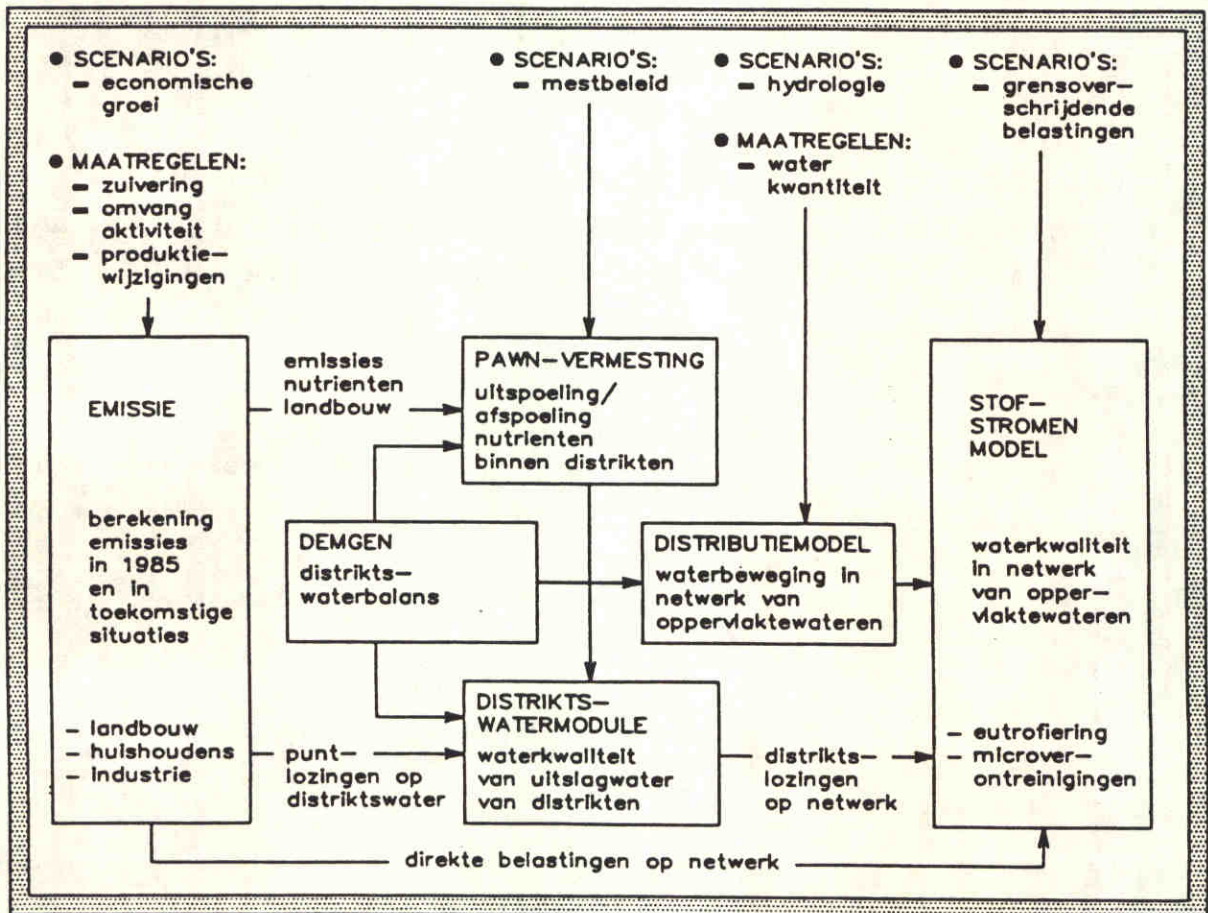 ● SCENARIO'S:
– economische
groei
● MAATREGELEN:
– zuivering
– omvang
aktiviteit
– produktie–
wijzigingen
● SCENARIO'S:
– mestbeleid
● SCENARIO'S:
– hydrologie
● MAATREGELEN:
– water
kwantiteit
● SCENARIO'S:
– grensover–
schrijdende
belastingen
EMISSIE
berekening
emissies
in 1985
en in
toekomstige
situaties
– landbouw
– huishoudens
– industrie
emissies
nutrienten
landbouw
PAWN–VERMESTING
uitspoeling/
afspoeling
nutrienten
binnen distrikten
DEMGEN
distrikts–
waterbalans
DISTRIBUTIEMODEL
waterbeweging in
netwerk van
oppervlaktewateren
STOF–
STROMEN
MODEL
waterkwaliteit
in netwerk
van opper–
vlaktewateren
– eutrofiering
– microver–
ontreinigingen
punt–
lozingen op
distriktswater
DISTRIKTS–
WATERMODULE
waterkwaliteit
van uitslagwater
van distrikten
distrikts–
lozingen
op netwerk
direkte belastingen op netwerk